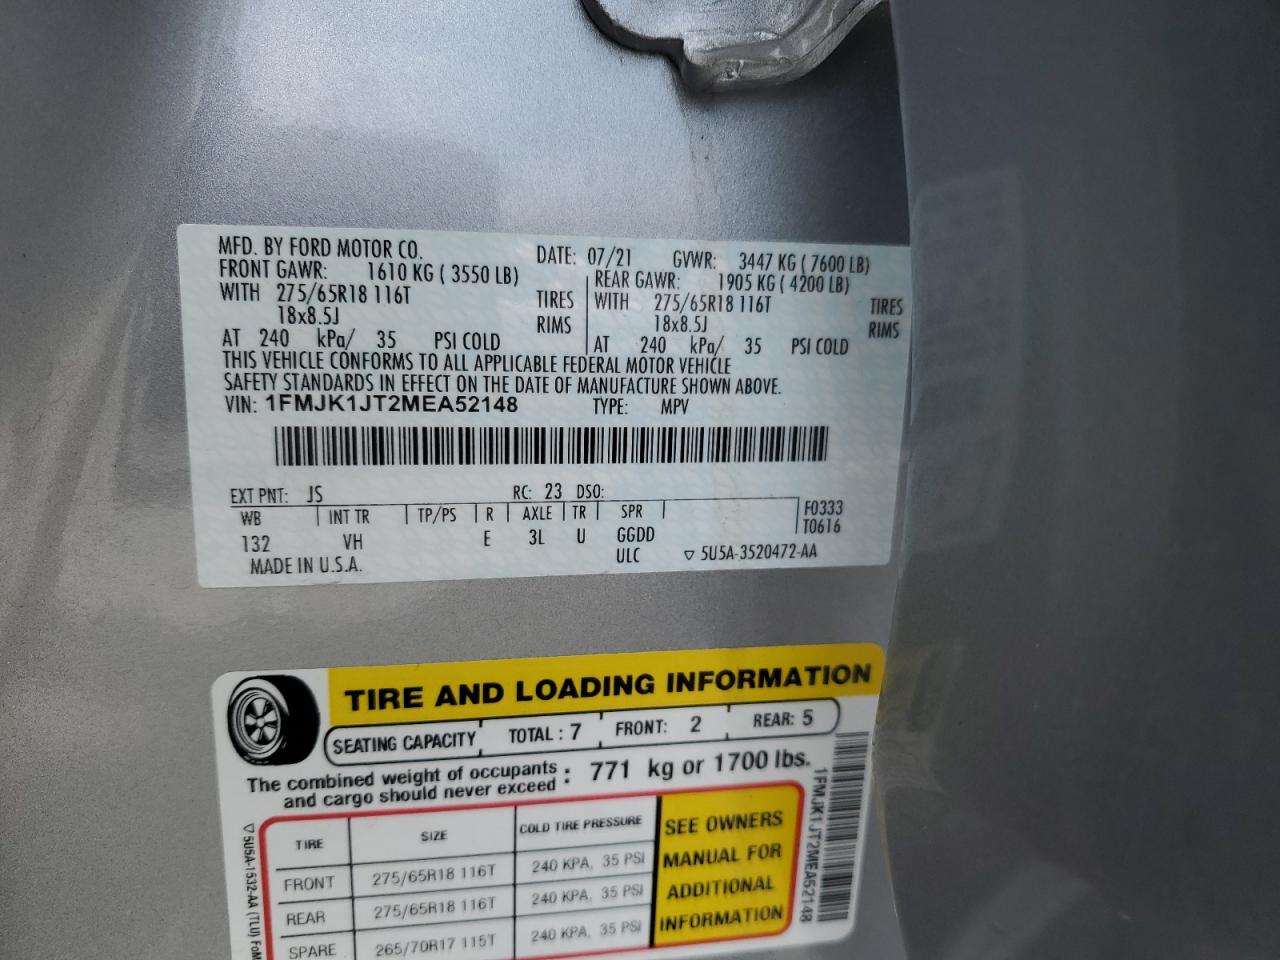 MFD. BY FORD MOTOR CO.
DATE: 07/21 GVWR: 3447 KG ( 7600 LB)
FRONT GAWR: 1610 KG ( 3550 LB)
REAR GAWR: 1905 KG ( 4200 LB)
WITH 275/65R18 116T TIRES
WITH 275/65R18 116T TIRES
18x8.5J RIMS
18x8.5J RIMS
AT 240 kPa/ 35 PSI COLD
AT 240 kPa/ 35 PSI COLD
THIS VEHICLE CONFORMS TO ALL APPLICABLE FEDERAL MOTOR VEHICLE
SAFETY STANDARDS IN EFFECT ON THE DATE OF MANUFACTURE SHOWN ABOVE.
VIN: 1FMJK1JT2MEA52148 TYPE: MPV
EXT PNT: JS RC: 23 DSO:
WB INT TR TP/PS R AXLE TR SPR F0333
132 VH E 3L U GGDD T0616
MADE IN U.S.A. ULC ▽ 5U5A-3520472-AA
TIRE AND LOADING INFORMATION
SEATING CAPACITY TOTAL : 7 FRONT: 2 REAR: 5
The combined weight of occupants
and cargo should never exceed : 771 kg or 1700 lbs.
TIRE SIZE COLD TIRE PRESSURE
FRONT 275/65R18 116T 240 KPA, 35 PSI
REAR 275/65R18 116T 240 KPA, 35 PSI
SPARE 265/70R17 115T 240 KPA, 35 PSI
SEE OWNERS
MANUAL FOR
ADDITIONAL
INFORMATION
1FMJK1JT2MEA52148
▽ 5U5A-1532-AA (TLU) FoM